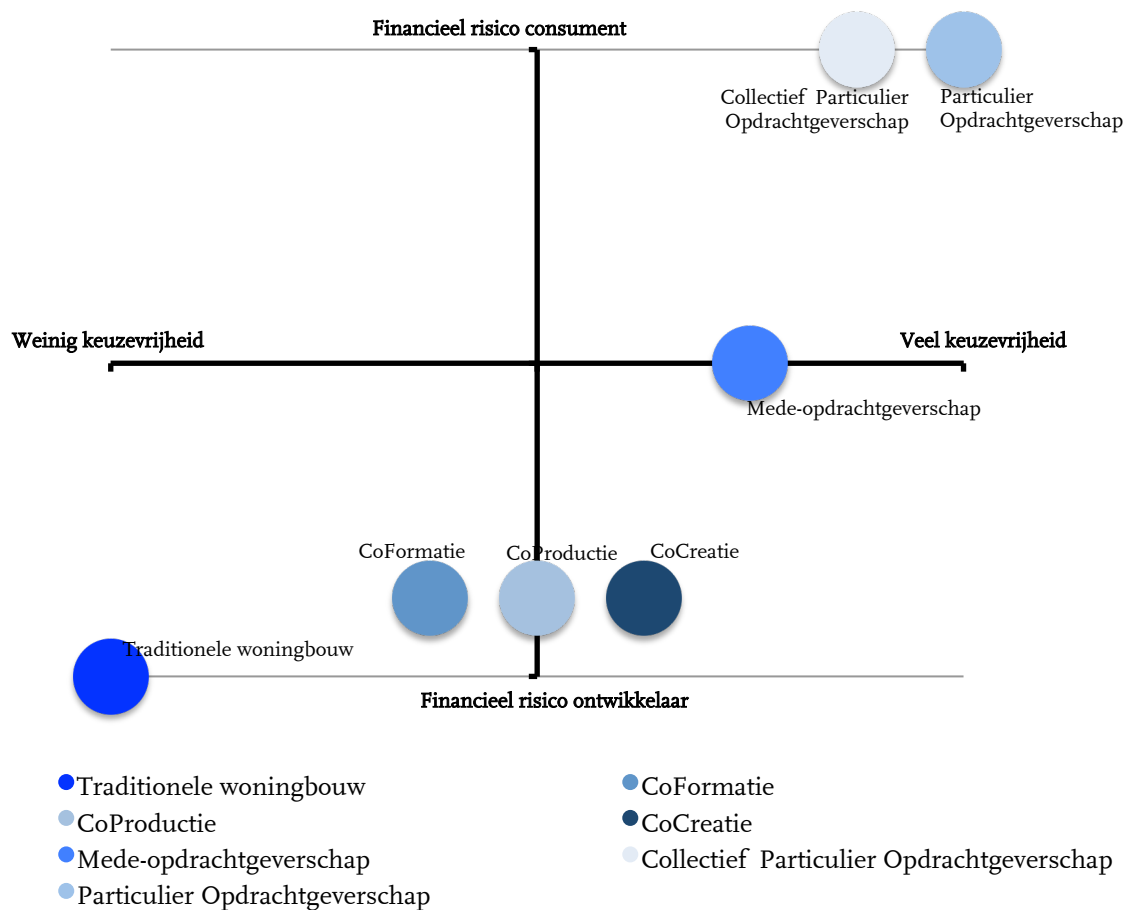 Financieel risico consument
Collectief Particulier
Opdrachtgeverschap
Particulier
Opdrachtgeverschap
Weinig keuzevrijheid
Veel keuzevrijheid
Mede-opdrachtgeverschap
CoFormatie
CoProductie
CoCreatie
Traditionele woningbouw
Financieel risico ontwikkelaar
Traditionele woningbouw
CoFormatie
CoProductie
CoCreatie
Mede-opdrachtgeverschap
Collectief Particulier Opdrachtgeverschap
Particulier Opdrachtgeverschap